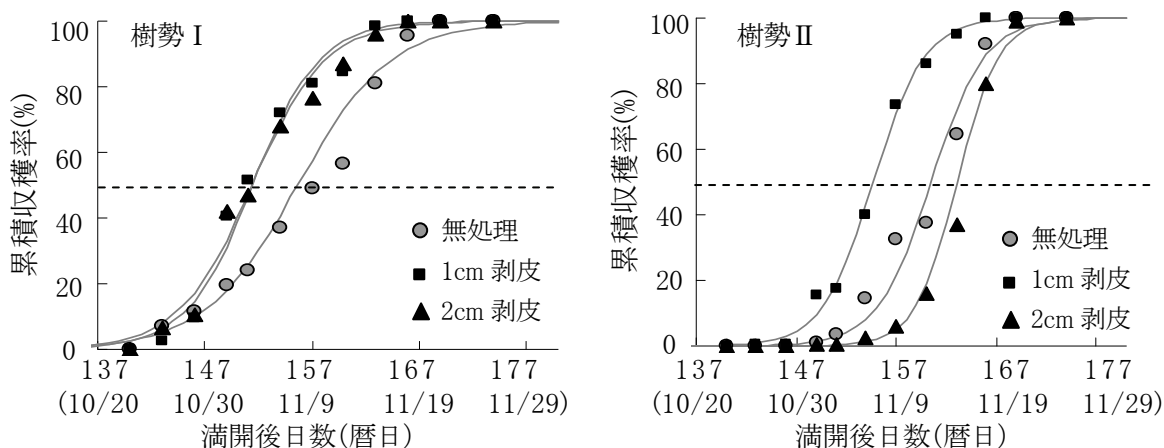 樹勢Ⅰ
累積収穫率(%)
100
80
60
40
20
0
無処理
1cm 剥皮
2cm 剥皮
137 147 157 167 177
(10/20 10/30 11/9 11/19 11/29)
満開後日数(暦日)
樹勢Ⅱ
累積収穫率(%)
100
80
60
40
20
0
無処理
1cm 剥皮
2cm 剥皮
137 147 157 167 177
(10/20 10/30 11/9 11/19 11/29)
満開後日数(暦日)